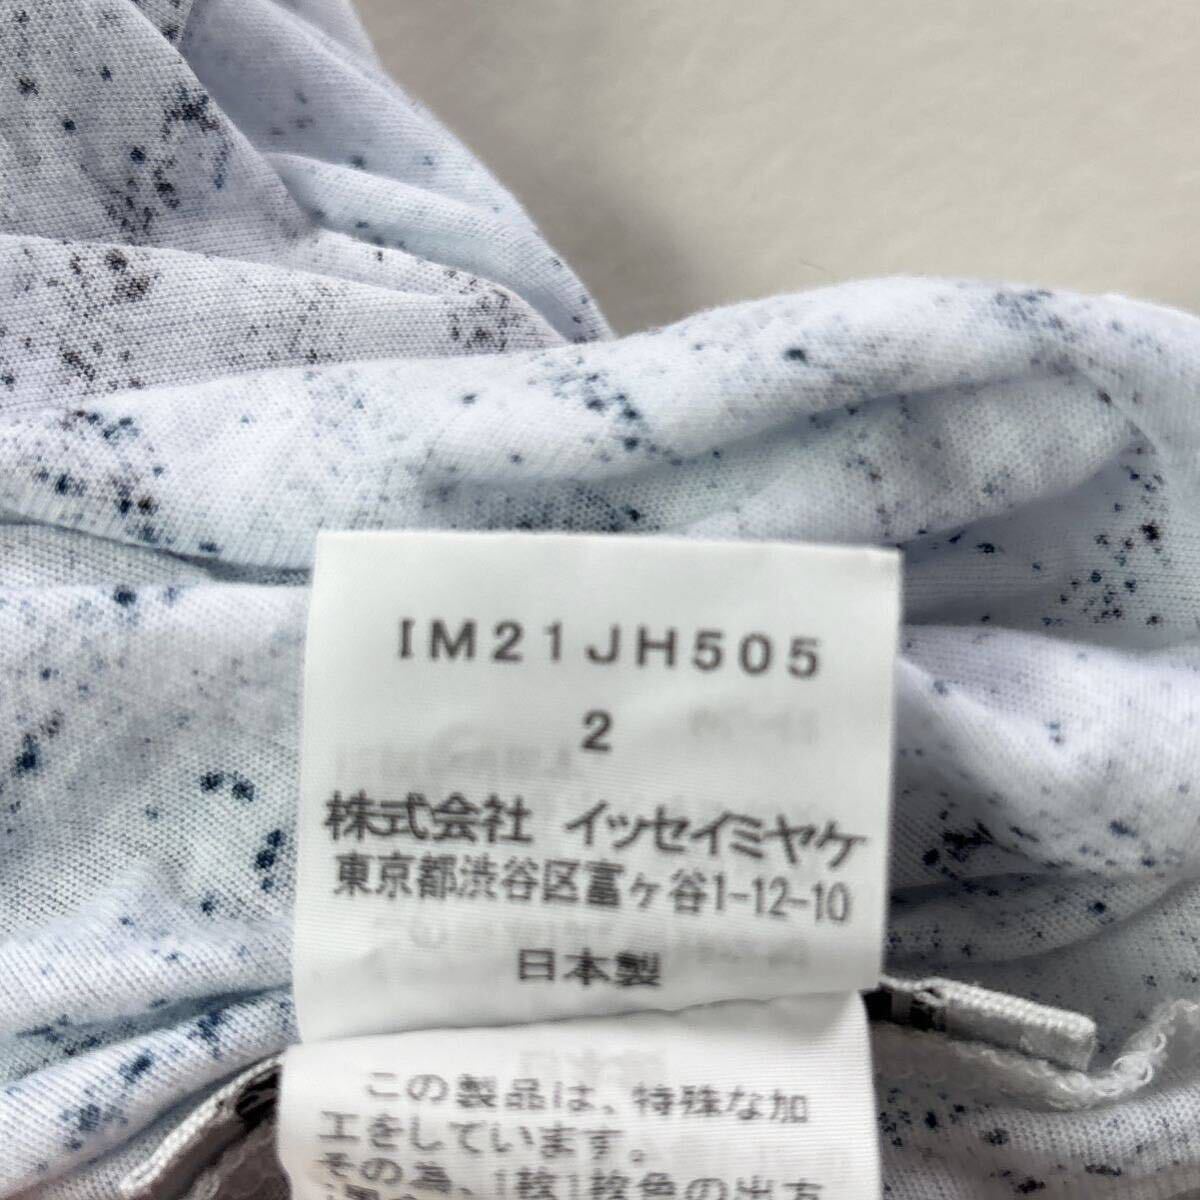 IM21JH505
2
株式会社 イッセイミヤケ
東京都渋谷区富ヶ谷1-12-10
日本製
この製品は、特殊な加
工をしています。
その為、1枚1枚色の出方